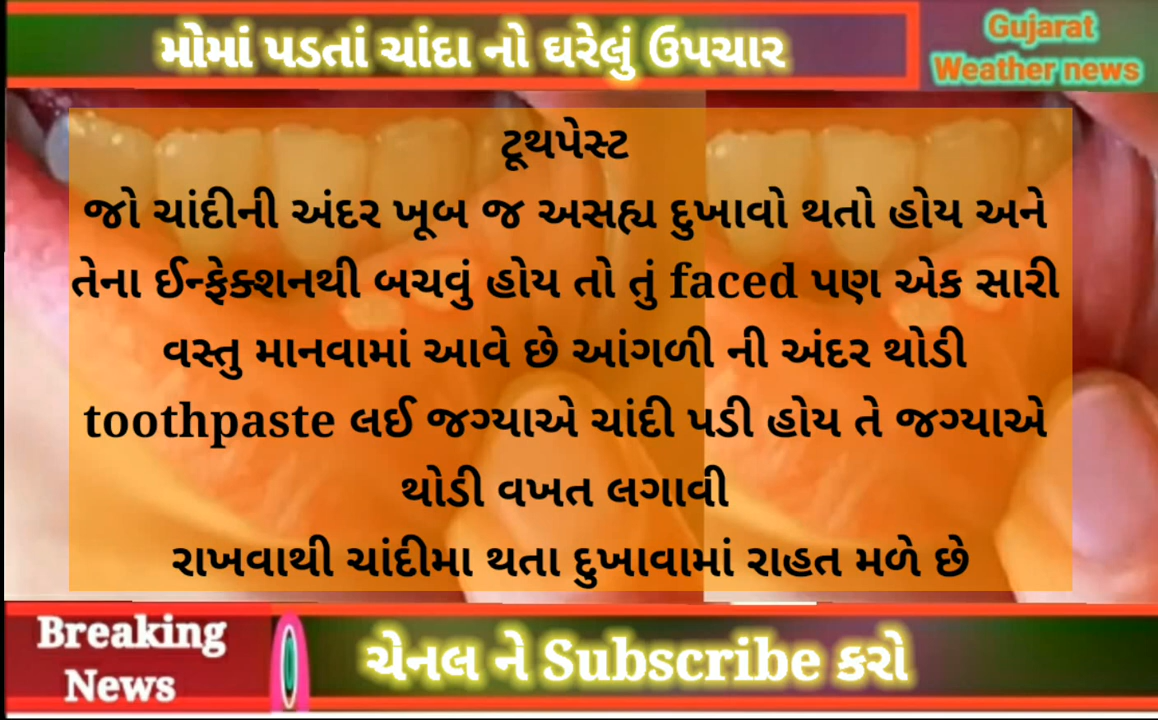 મોમાં પડતાં ચાંદા નો ઘરેલું ઉપચાર
Gujarat
Weather news
ટૂથપેસ્ટ
જો ચાંદીની અંદર ખૂબ જ અસહ્ય દુખાવો થતો હોય અને
તેના ઈન્ફેક્શનથી બચવું હોય તો તું faced પણ એક સારી
વસ્તુ માનવામાં આવે છે આંગળી ની અંદર થોડી
toothpaste લઈ જગ્યાએ ચાંદી પડી હોય તે જગ્યાએ
થોડી વખત લગાવી
રાખવાથી ચાંદીમા થતા દુખાવામાં રાહત મળે છે
Breaking
News
ચેનલ ને Subscribe કરો